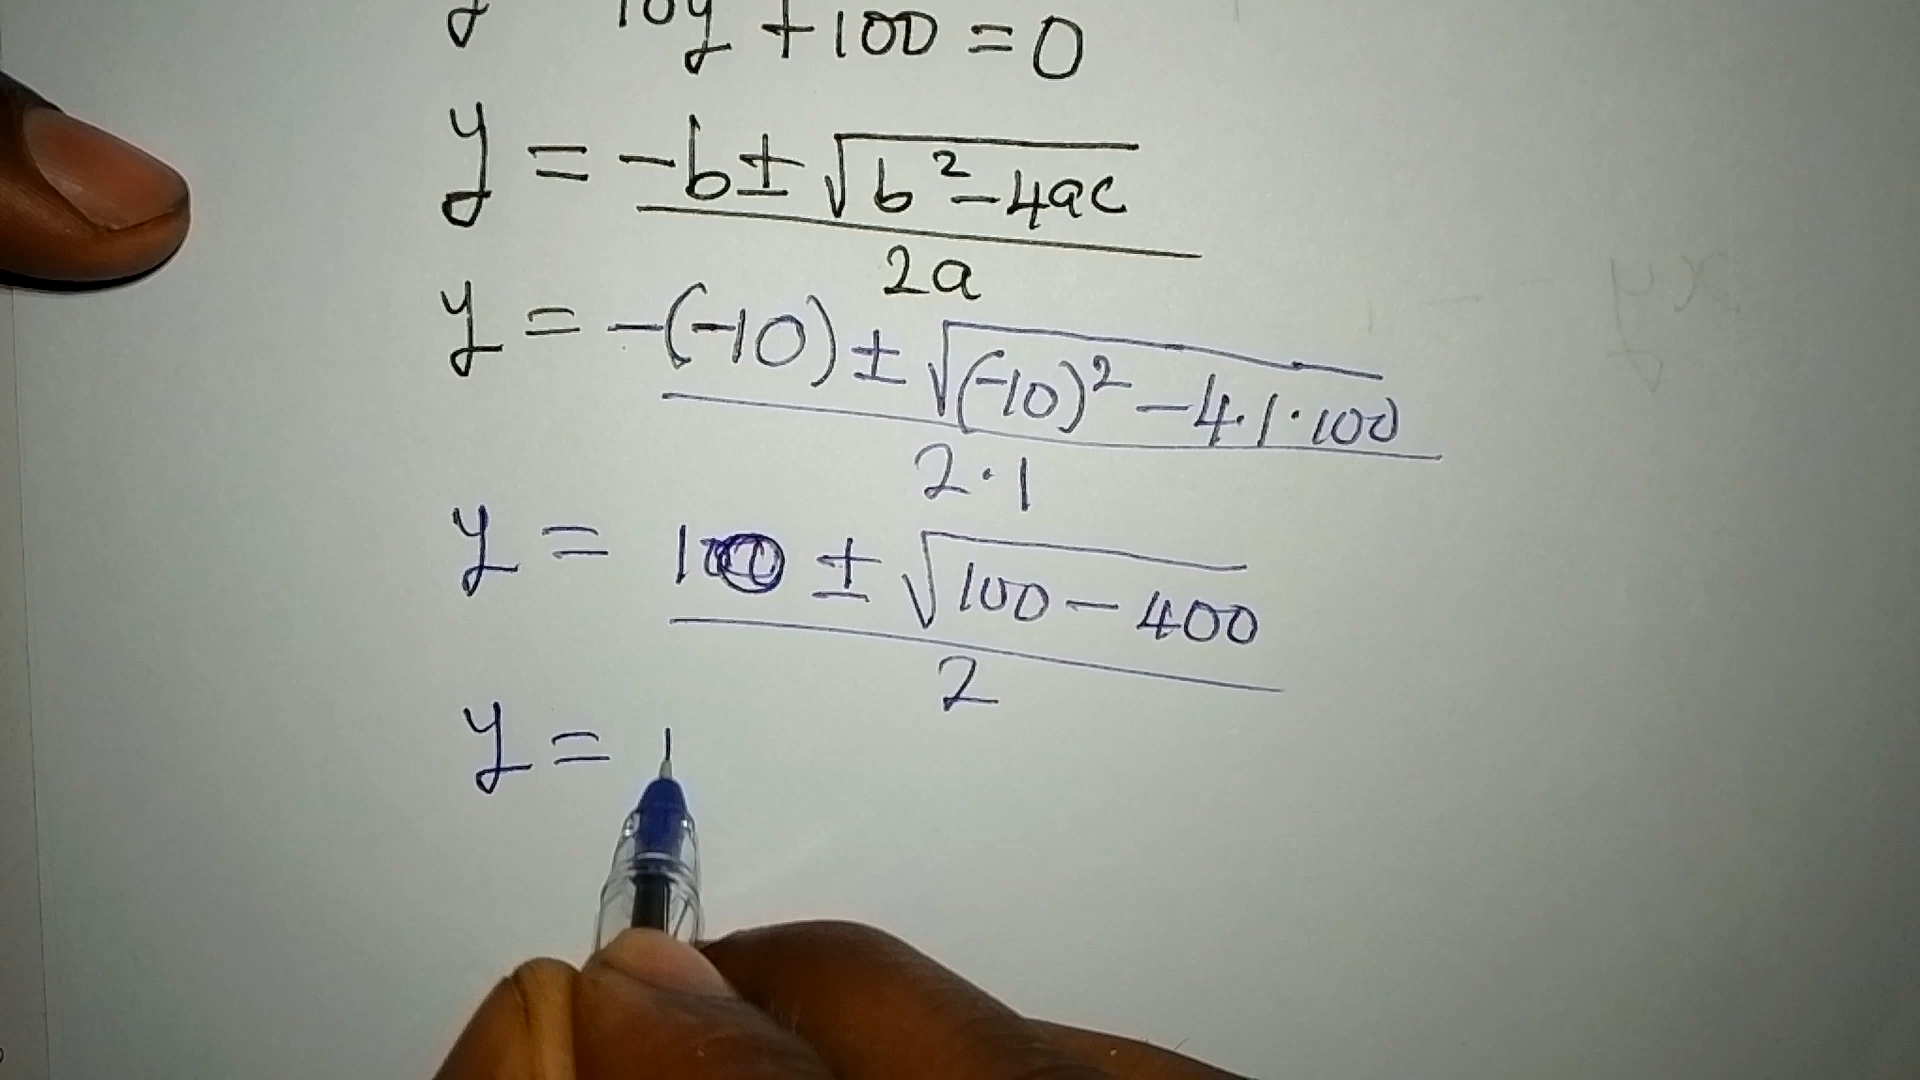 y 10y +100 = 0
y = -b ± √b² - 4ac
2a
y = -(-10) ± √(-10)² - 4·1·100
2·1
y = 10 ± √100 - 400
2
y = 1